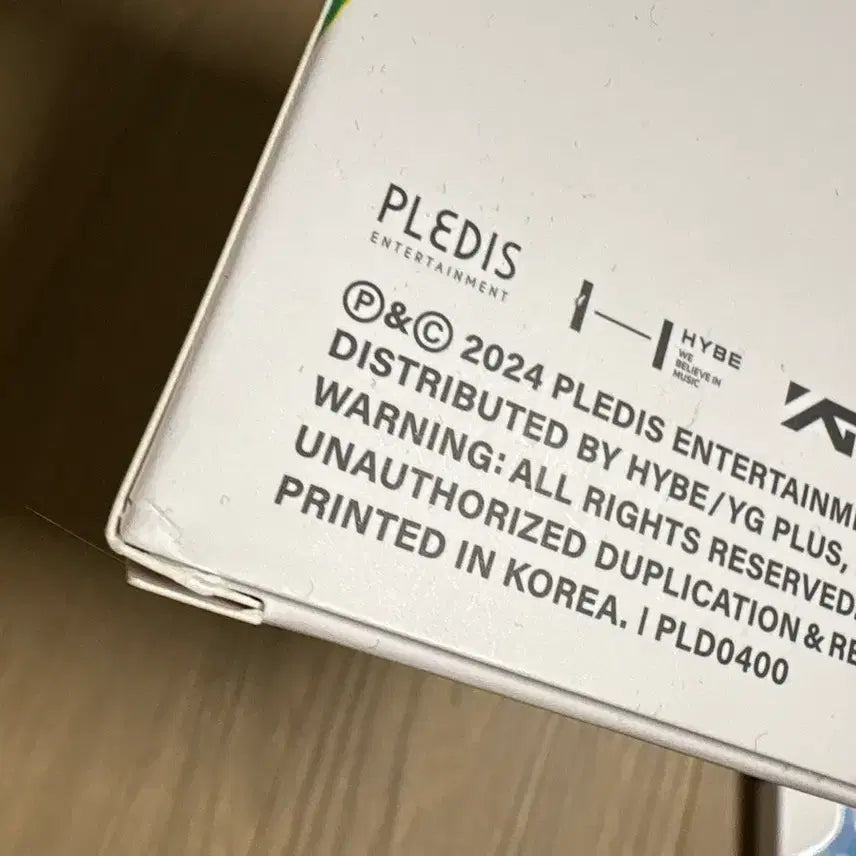 PLEDIS
ENTERTAINMENT
HYBE
WE
BELIEVE IN
MUSIC
YG
Ⓟ&© 2024 PLEDIS ENTERTAINM
DISTRIBUTED BY HYBE/YG PLUS,
WARNING: ALL RIGHTS RESERVED.
UNAUTHORIZED DUPLICATION & RE
PRINTED IN KOREA. | PLD0400